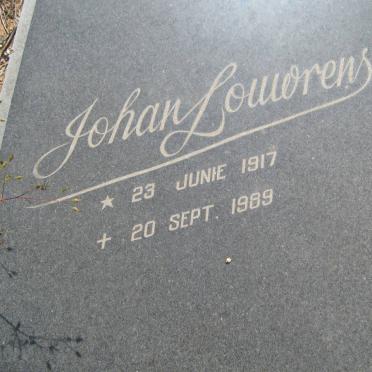 Johan Louwrens
★ 23 JUNIE 1917
+ 20 SEPT. 1989